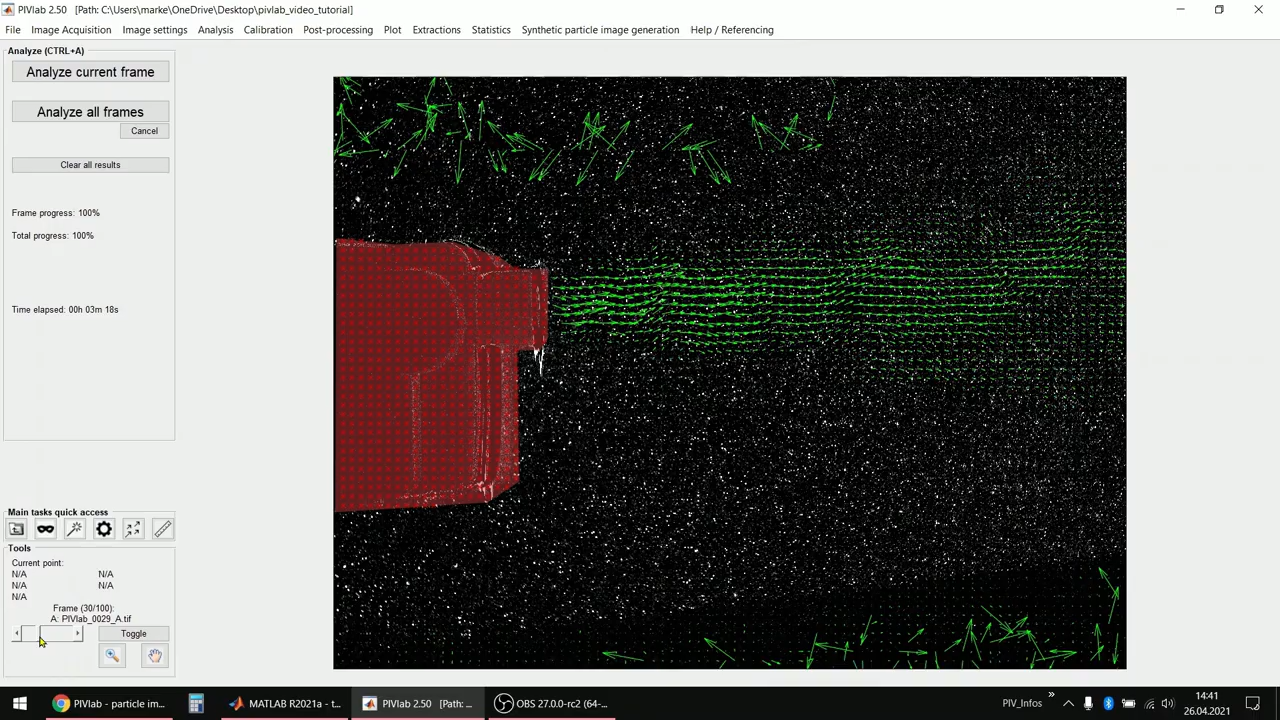 PIVlab 2.50   [Path: C:\Users\marke\OneDrive\Desktop\pivlab_video_tutorial]
File   Image Acquisition   Image settings   Analysis   Calibration   Post-processing   Plot   Extractions   Statistics   Synthetic particle image generation   Help / Referencing
Analyze (CTRL+A)
Analyze current frame
Analyze all frames
Cancel
Clear all results
Frame progress: 100%
Total progress: 100%
Time elapsed: 00h 03m 18s
Main tasks quick access
Tools
Current point:
N/A   N/A
N/A   N/A
N/A
Frame (30/100):
A: PIVlab_0029_A.tif
Toggle
PIVlab - particle im...   MATLAB R2021a - t...   PIVlab 2.50   [Path: ...   OBS 27.0.0-rc2 (64-...   PIV_Infos   »   14:41
26.04.2021